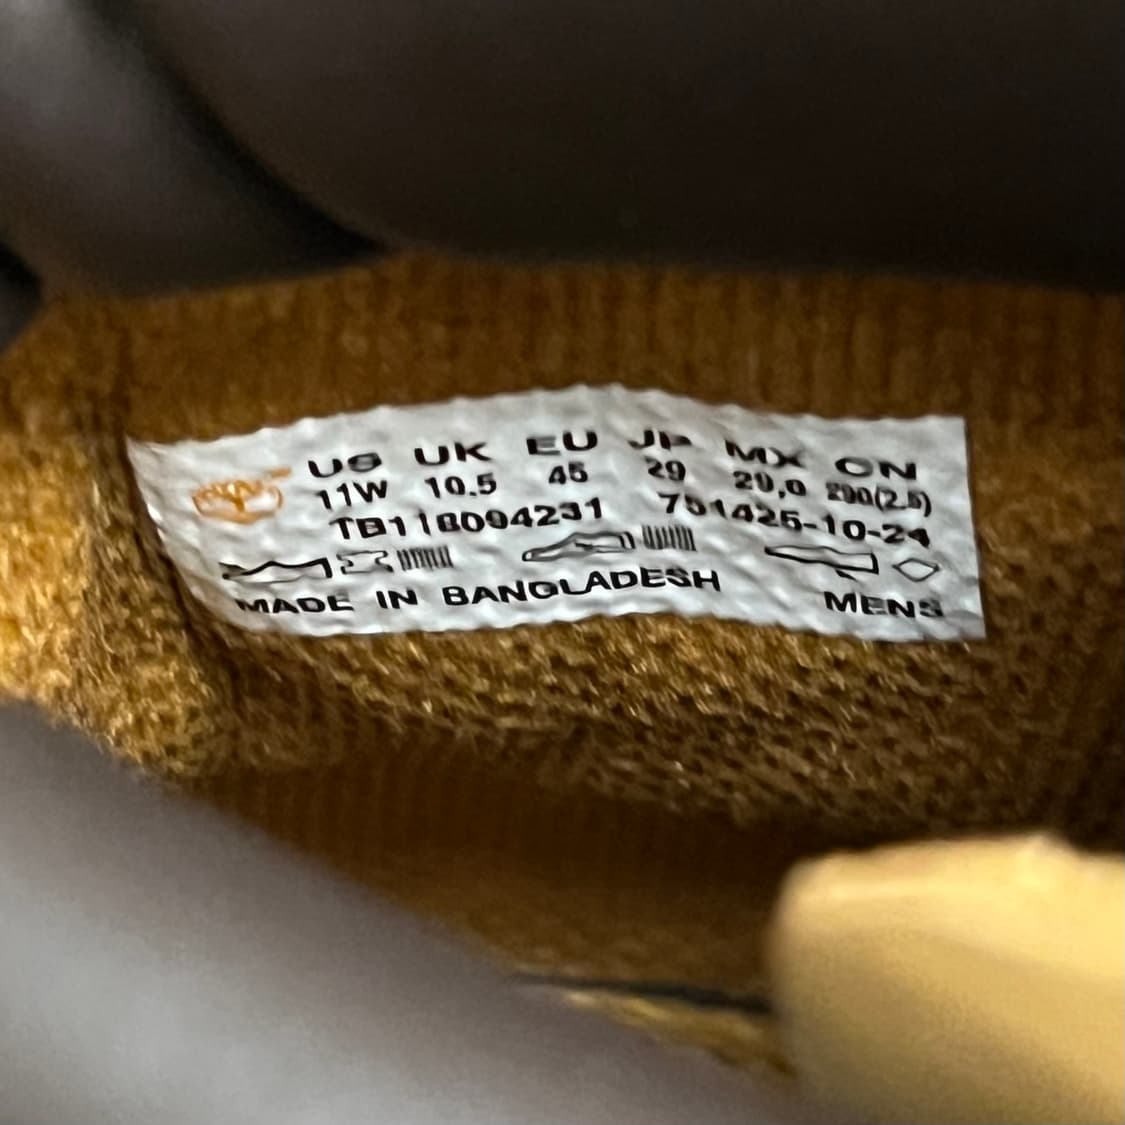 US UK EU JP MX CN
11W 10.5 45 29 29,0 290(2.5)
TB118094231 751425-10-24
MADE IN BANGLADESH MENS